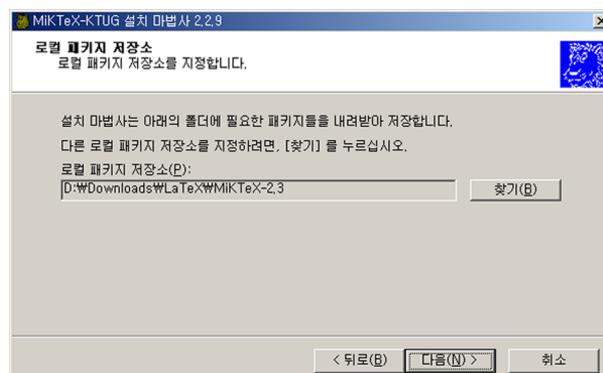 MiKTeX-KTUG 설치 마법사 2,2,9
로컬 패키지 저장소
로컬 패키지 저장소를 지정합니다.
설치 마법사는 아래의 폴더에 필요한 패키지들을 내려받아 저장합니다.
다른 로컬 패키지 저장소를 지정하려면, [찾기] 를 누르십시오.
로컬 패키지 저장소(P):
D:₩Downloads₩LaTeX₩MiKTeX-2,3
찾기(B)
< 뒤로(B) 다음(N) > 취소